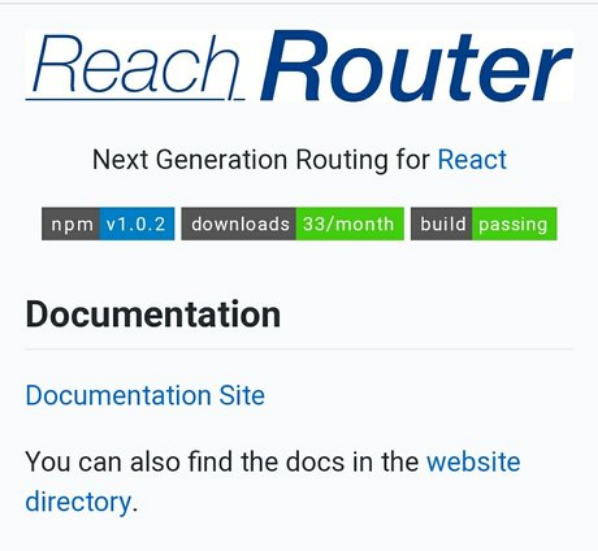 Reach Router
Next Generation Routing for React
npm v1.0.2 downloads 33/month build passing
Documentation
Documentation Site
You can also find the docs in the website
directory.